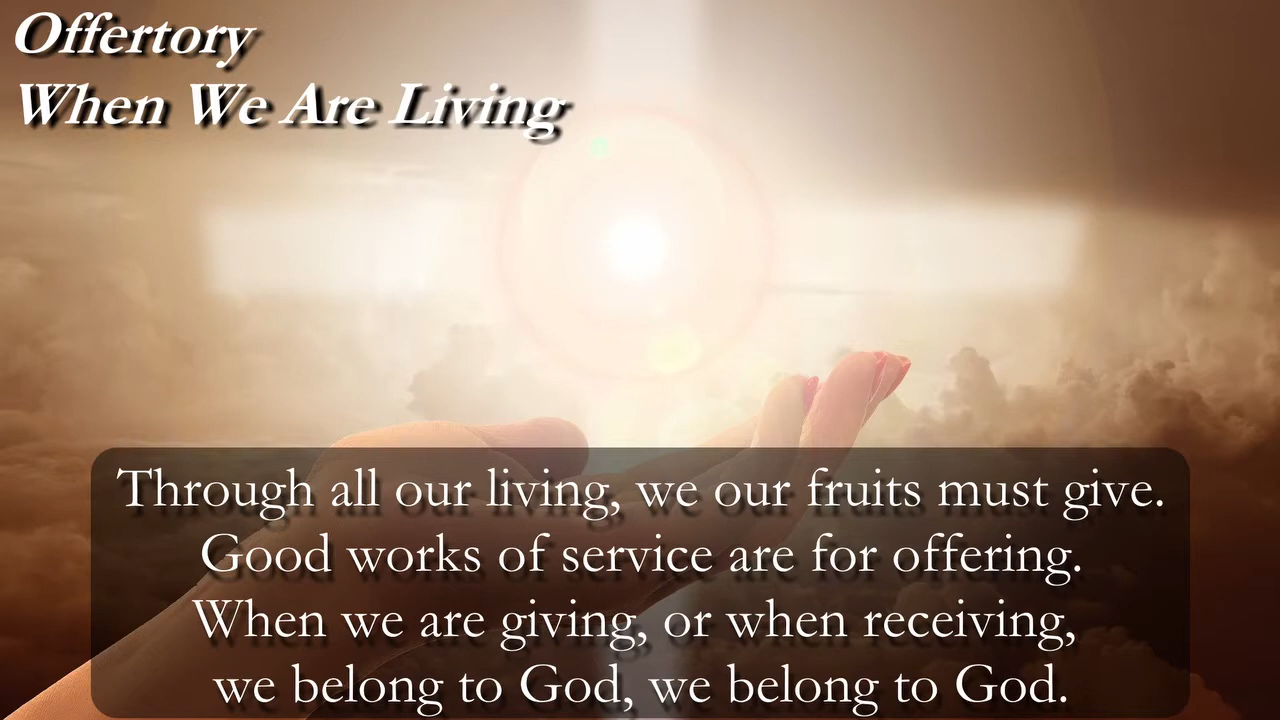 Offertory
When We Are Living
Through all our living, we our fruits must give.
Good works of service are for offering.
When we are giving, or when receiving,
we belong to God, we belong to God.